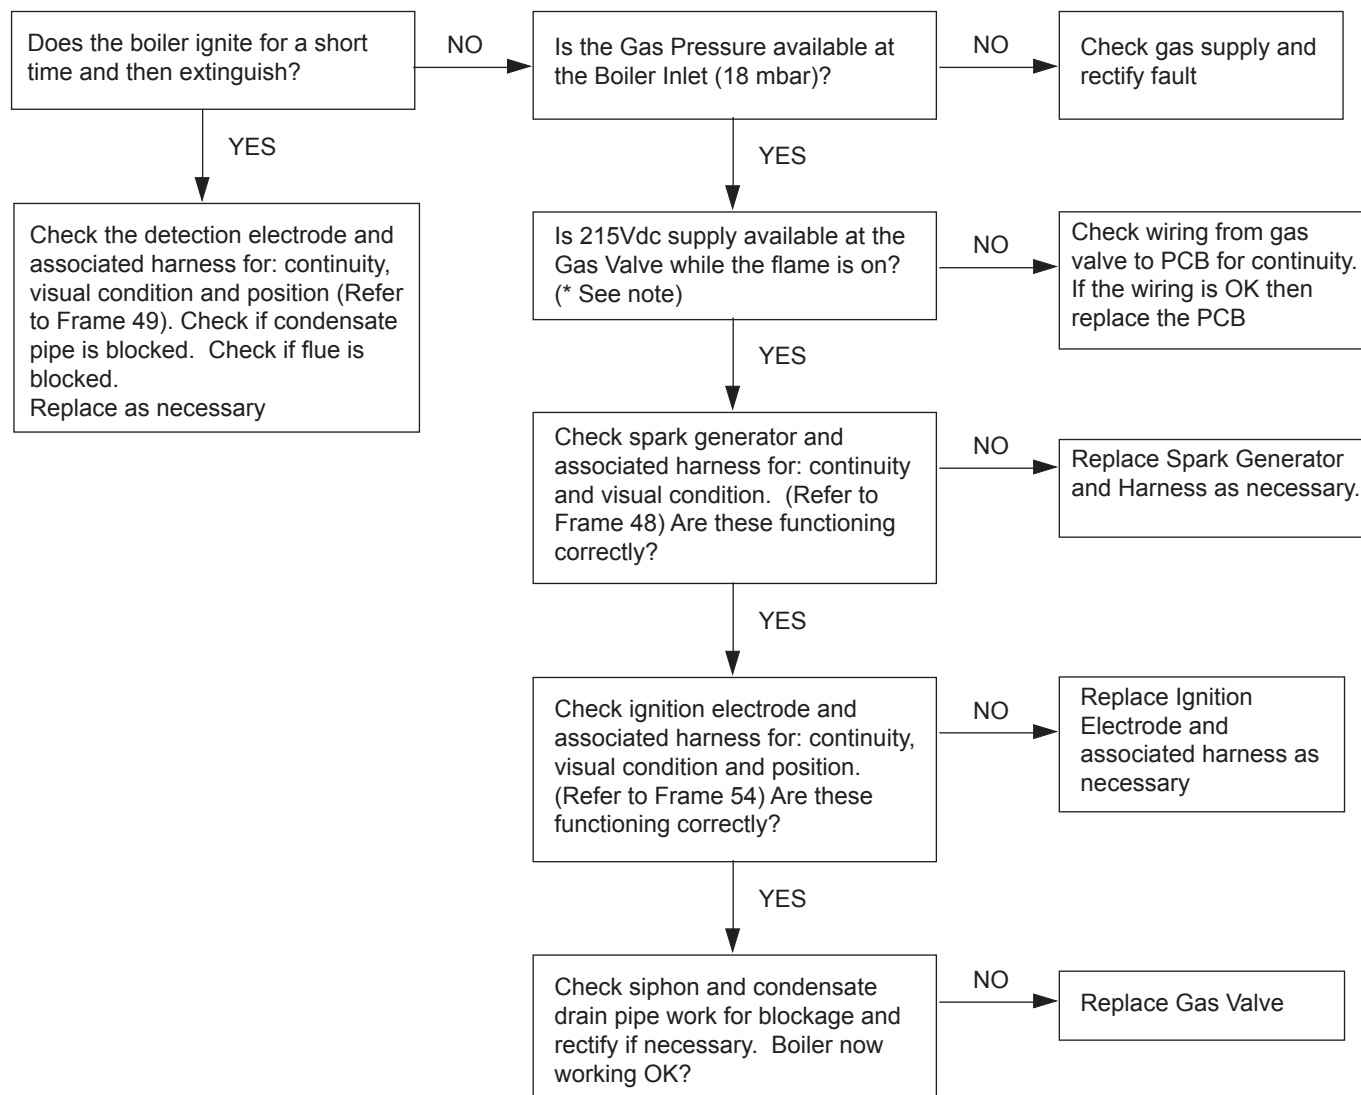 Does the boiler ignite for a short
time and then extinguish?
NO
Is the Gas Pressure available at
the Boiler Inlet (18 mbar)?
NO
Check gas supply and
rectify fault
YES
YES
Check the detection electrode and
associated harness for: continuity,
visual condition and position (Refer
to Frame 49). Check if condensate
pipe is blocked.  Check if flue is
blocked.
Replace as necessary
Is 215Vdc supply available at the
Gas Valve while the flame is on?
(* See note)
NO
Check wiring from gas
valve to PCB for continuity.
If the wiring is OK then
replace the PCB
YES
Check spark generator and
associated harness for: continuity
and visual condition.  (Refer to
Frame 48) Are these functioning
correctly?
NO
Replace Spark Generator
and Harness as necessary.
YES
Check ignition electrode and
associated harness for: continuity,
visual condition and position.
(Refer to Frame 54) Are these
functioning correctly?
NO
Replace Ignition
Electrode and
associated harness as
necessary
YES
Check siphon and condensate
drain pipe work for blockage and
rectify if necessary.  Boiler now
working OK?
NO
Replace Gas Valve